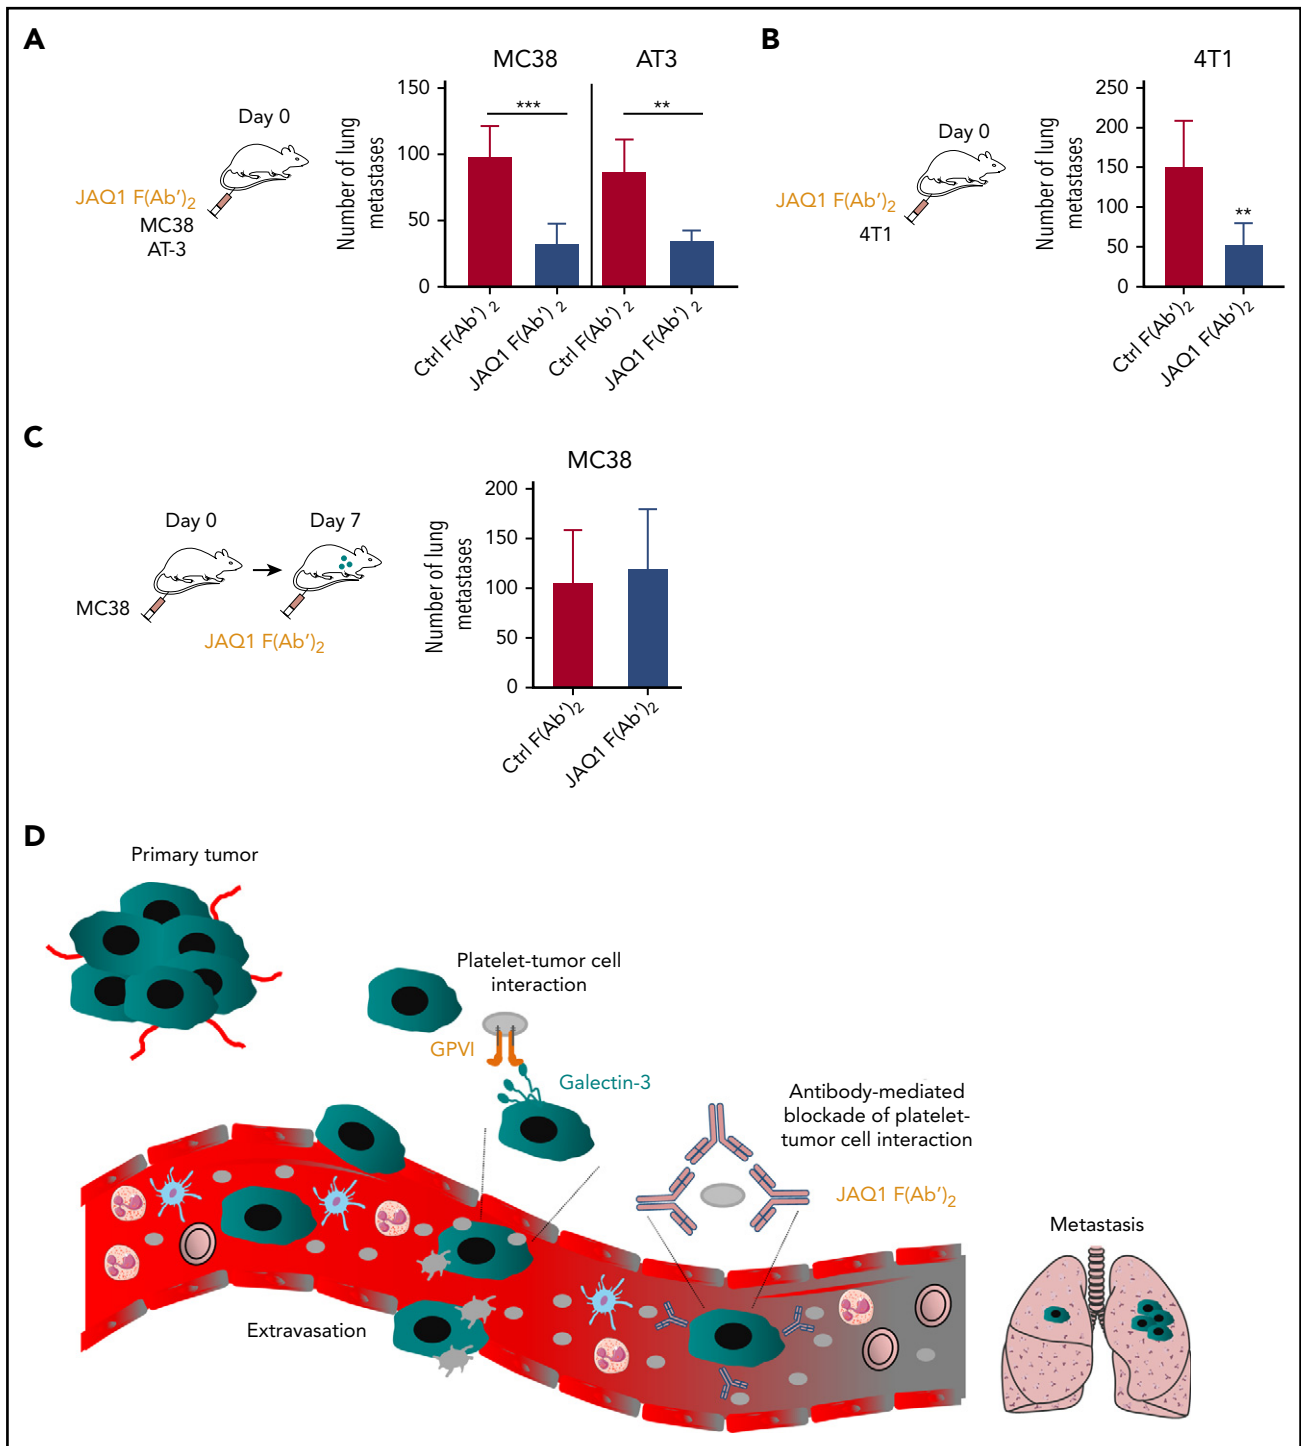 A
Day 0
JAQ1 F(Ab′)2
MC38
AT-3
MC38
AT3
Number of lung
metastases
150
100
50
0
***
**
Ctrl F(Ab′) 2
JAQ1 F(Ab′) 2
Ctrl F(Ab′) 2
JAQ1 F(Ab′) 2
B
Day 0
JAQ1 F(Ab′)2
4T1
4T1
Number of lung
metastases
250
200
150
100
50
0
**
Ctrl F(Ab′)2
JAQ1 F(Ab′)2
C
Day 0
Day 7
MC38
JAQ1 F(Ab′)2
MC38
Number of lung
metastases
200
150
100
50
0
Ctrl F(Ab′)2
JAQ1 F(Ab′)2
D
Primary tumor
Platelet-tumor cell
interaction
GPVI
Galectin-3
Antibody-mediated
blockade of platelet-
tumor cell interaction
JAQ1 F(Ab′)2
Metastasis
Extravasation